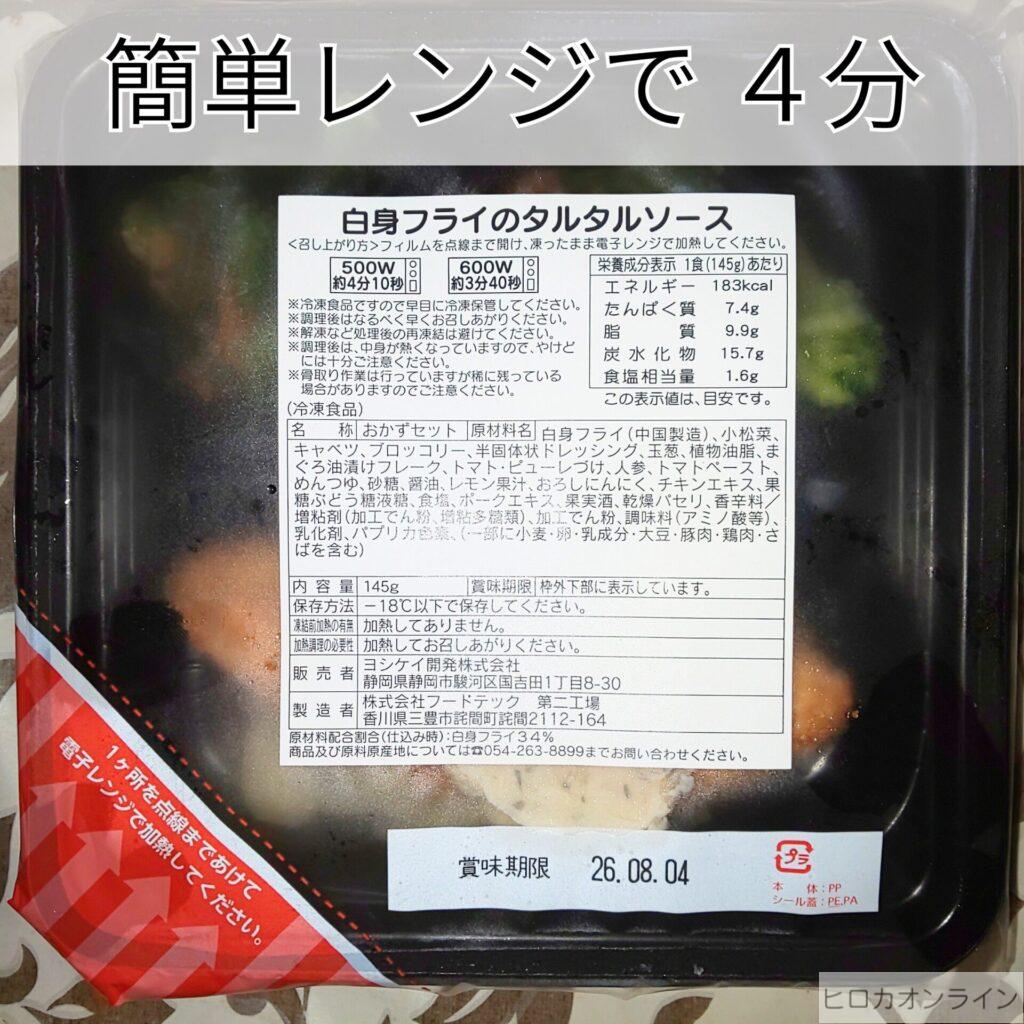 簡単レンジで 4分
白身フライのタルタルソース
<召し上がり方>フィルムを点線まで開け、凍ったまま電子レンジで加熱してください。
500W
約4分10秒
600W
約3分40秒
※冷凍食品ですので早目に冷凍保管してください。
※調理後はなるべく早くお召しあがりください。
※解凍など処理後の再凍結は避けてください。
※調理後は、中身が熱くなっていますので、やけど
には十分ご注意ください。
※骨取り作業は行っていますが稀に残っている
場合がありますのでご注意ください。
(冷凍食品)
栄養成分表示 1食(145g)あたり
エネルギー 183kcal
たんぱく質 7.4g
脂質 9.9g
炭水化物 15.7g
食塩相当量 1.6g
この表示値は、目安です。
名称 おかずセット 原材料名 白身フライ(中国製造)、小松菜、
キャベツ、ブロッコリー、半固体状ドレッシング、玉葱、植物油脂、ま
ぐろ油漬けフレーク、トマト・ピューレづけ、人参、トマトペースト、
めんつゆ、砂糖、醤油、レモン果汁、おろしにんにく、チキンエキス、果
糖ぶどう糖液糖、食塩、ポークエキス、果実酒、乾燥パセリ、香辛料/
増粘剤(加工でん粉、増粘多糖類)、加工でん粉、調味料(アミノ酸等)、
乳化剤、パプリカ色素、(一部に小麦・卵・乳成分・大豆・豚肉・鶏肉・さ
ばを含む)
内容量 145g 賞味期限 枠外下部に表示しています。
保存方法 -18℃以下で保存してください。
凍結前加熱の有無 加熱してありません。
加熱調理の必要性 加熱してお召しあがりください。
販売者 ヨシケイ開発株式会社
静岡県静岡市駿河区国吉田1丁目8-30
製造者 株式会社フードテック 第二工場
香川県三豊市詫間町詫間2112-164
原材料配合割合(仕込み時):白身フライ34%
商品及び原料原産地については☎054-263-8899までお問い合わせください。
1ヶ所を点線まであけて
電子レンジで加熱してください。
賞味期限 26.08.04
プラ
本体:PP
シール蓋:PE,PA
ヒロカオンライン